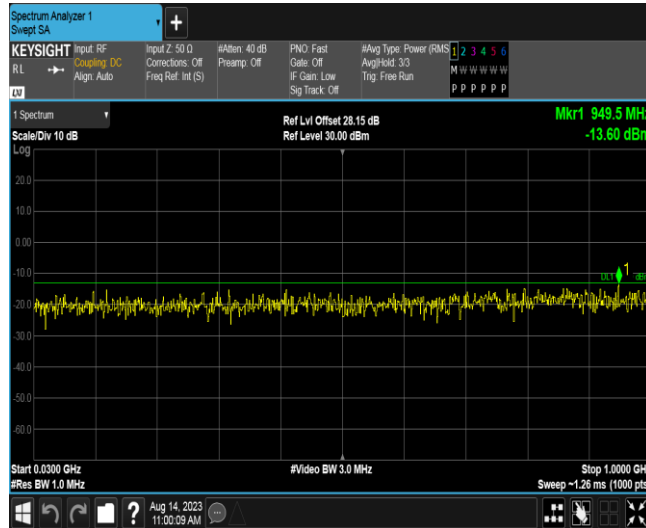 Spectrum Analyzer 1
Swept SA
+
KEYSIGHT Input: RF Input Z: 50 Ω #Atten: 40 dB PNO: Fast #Avg Type: Power (RMS 1 2 3 4 5 6
RL Coupling: DC Corrections: Off Preamp: Off Gate: Off Avg|Hold: 3/3 M W W W W W
Align: Auto Freq Ref: Int (S) IF Gain: Low Trig: Free Run
LXI Sig Track: Off P P P P P P
1 Spectrum Ref Lvl Offset 28.15 dB Mkr1 949.5 MHz
Scale/Div 10 dB Ref Level 30.00 dBm -13.60 dBm
Log
20.0
10.0
0.00
-10.0
DL1 1 dBm
-20.0
-30.0
-40.0
-50.0
-60.0
Start 0.0300 GHz #Video BW 3.0 MHz Stop 1.0000 GH
#Res BW 1.0 MHz Sweep ~1.26 ms (1000 pts
? Aug 14, 2023
11:00:09 AM